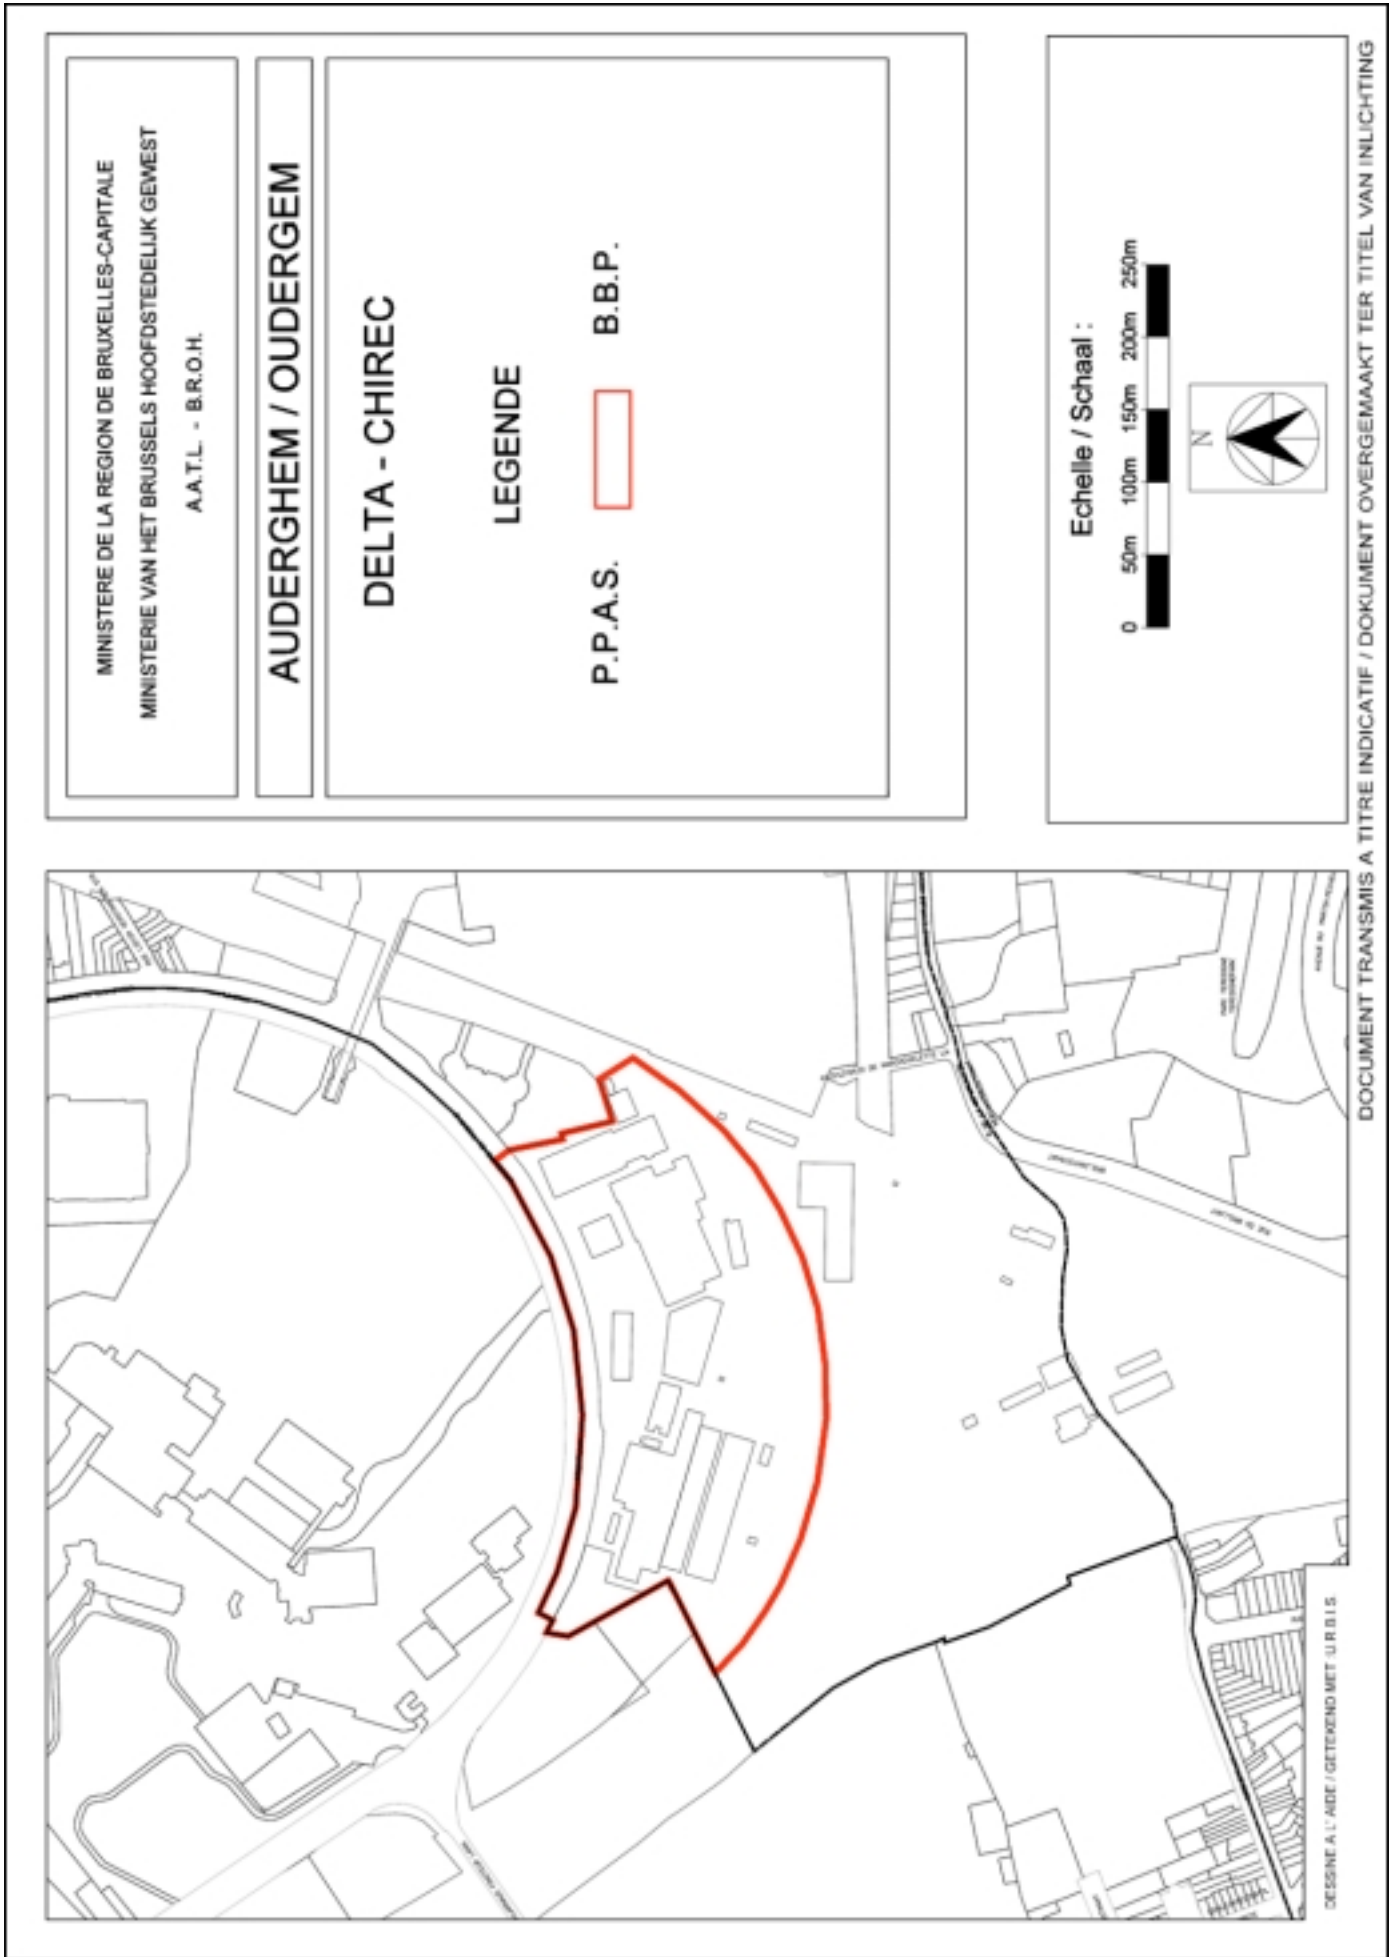 MINISTERE DE LA REGION DE BRUXELLES-CAPITALE
MINISTERIE VAN HET BRUSSELS HOOFDSTEDELIJK GEWEST
A.A.T.L. - B.R.O.H.
AUDERGHEM / OUDERGEM
DELTA - CHIREC
LEGENDE
P.P.A.S. B.B.P.
Echelle / Schaal :
0 50m 100m 150m 200m 250m
N
DESSINE A L' AIDE / GETEKEND MET :U.R.B.I.S
DOCUMENT TRANSMIS A TITRE INDICATIF / DOKUMENT OVERGEMAAKT TER TITEL VAN INLICHTING